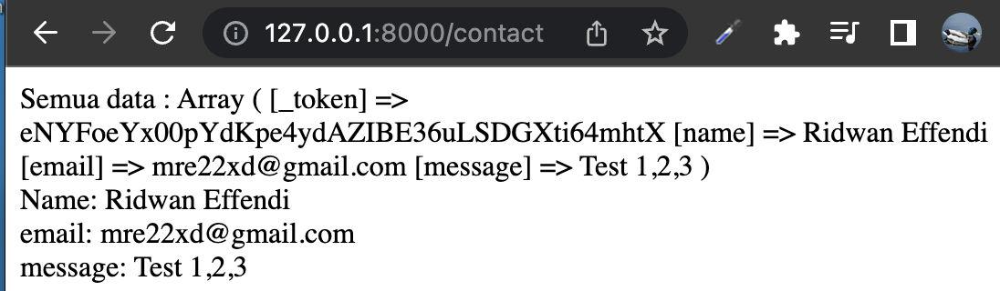 127.0.0.1:8000/contact
Semua data : Array ( [_token] =>
eNYFoeYx00pYdKpe4ydAZIBE36uLSDGXti64mhtX [name] => Ridwan Effendi
[email] => mre22xd@gmail.com [message] => Test 1,2,3 )
Name: Ridwan Effendi
email: mre22xd@gmail.com
message: Test 1,2,3